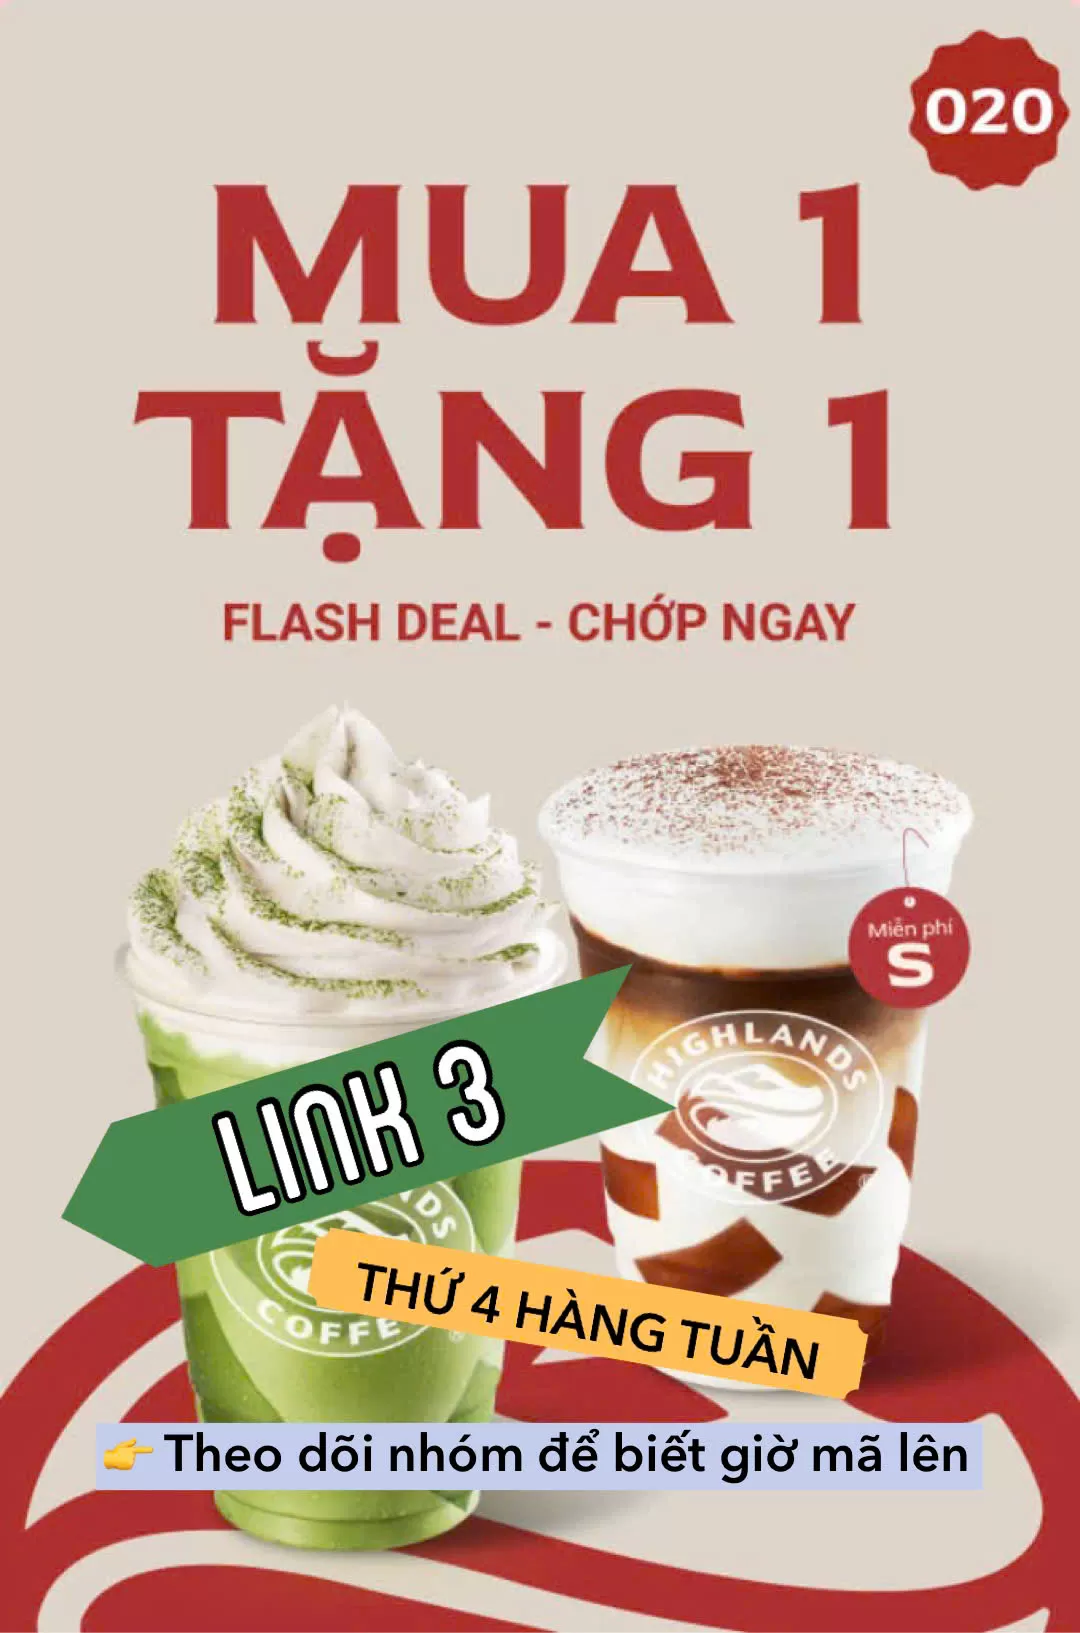 020
MUA 1
TẶNG 1
FLASH DEAL - CHỚP NGAY
Miễn phí
S
HIGHLANDS
COFFEE
LINK 3
COFFEE
THỨ 4 HÀNG TUẦN
👉 Theo dõi nhóm để biết giờ mã lên